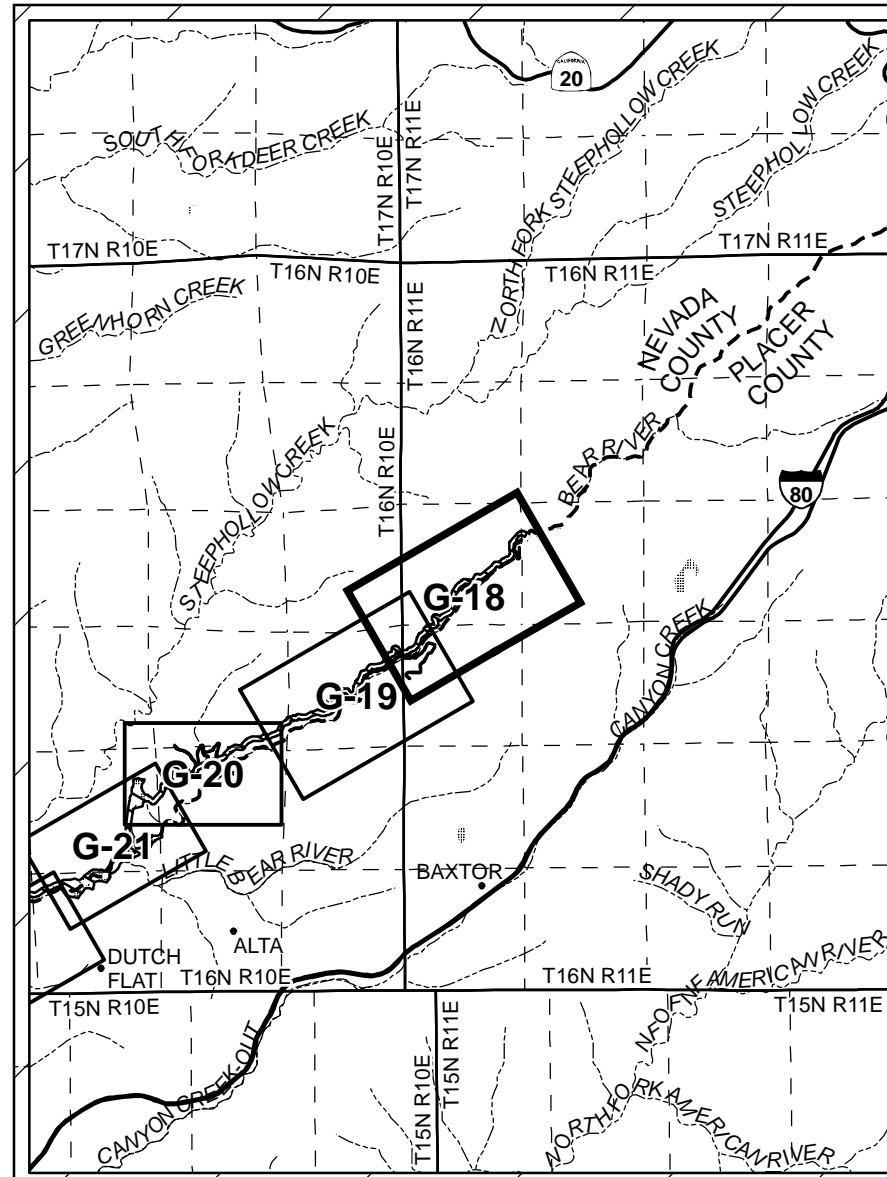 CALIFORNIA
20
SOUTH FORK DEER CREEK
NORTH FORK STEEPHOLLOW CREEK
STEEPHOLLOW CREEK
T17N R10E
T17N R11E
T17N R10E
T17N R11E
T16N R10E
T16N R11E
GREENHORN CREEK
T16N R11E
T16N R10E
NEVADA
COUNTY
PLACER
COUNTY
BEAR RIVER
80
STEEPHOLLOW CREEK
G-18
G-19
G-20
G-21
CANYON CREEK
LITTLE BEAR RIVER
BAXTOR
SHADY RUN
ALTA
DUTCH
FLAT
T16N R10E
T16N R11E
N FO NF AMERICAN RIVER
T15N R10E
T15N R11E
T15N R10E
T15N R11E
CANYON CREEK OUT
NORTH FORK AMERICAN RIVER